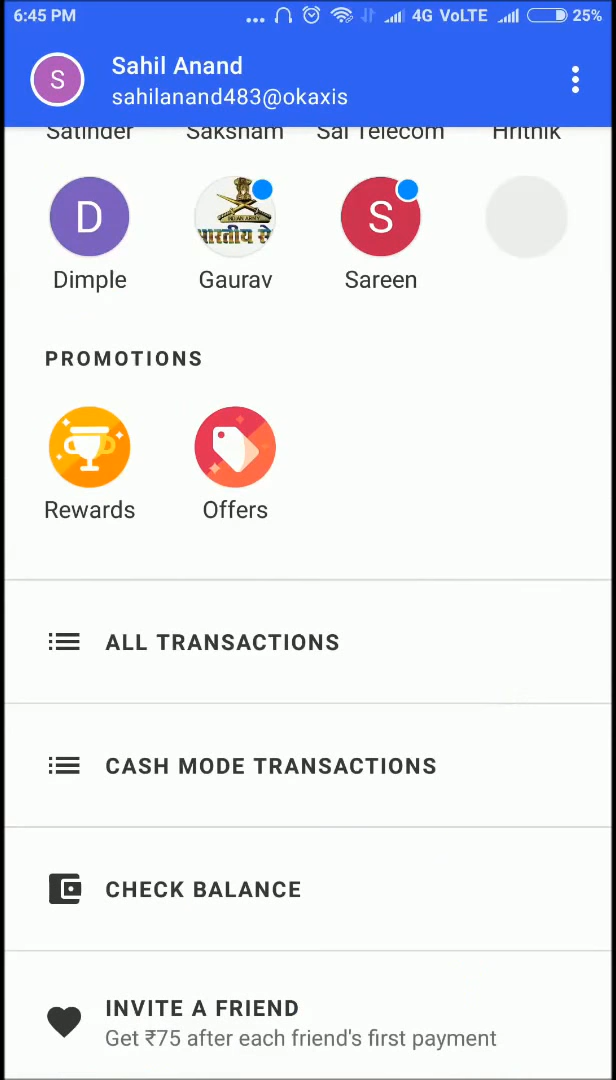 6:45 PM ... 4G VoLTE 25%
S Sahil Anand
sahilanand483@okaxis
Satinder Saksham Sai Telecom Hrithik
D INDIAN ARMY S
भारतीय से
Dimple Gaurav Sareen
PROMOTIONS
Rewards Offers
ALL TRANSACTIONS
CASH MODE TRANSACTIONS
CHECK BALANCE
INVITE A FRIEND
Get ₹75 after each friend's first payment